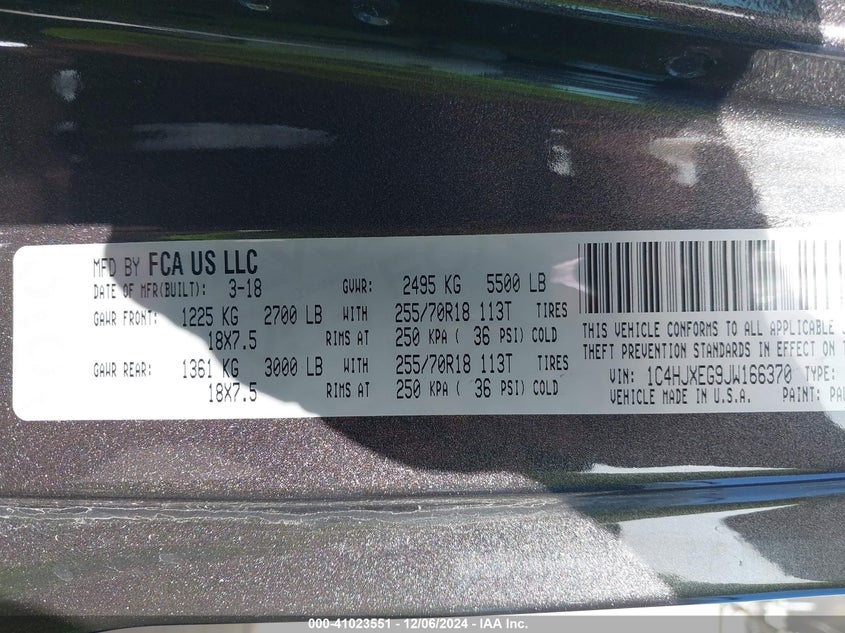 MFD BY FCA US LLC
DATE OF MFR(BUILT): 3-18 GVWR: 2495 KG 5500 LB
GAWR FRONT: 1225 KG 2700 LB WITH 255/70R18 113T TIRES
18X7.5 RIMS AT 250 KPA ( 36 PSI) COLD
GAWR REAR: 1361 KG 3000 LB WITH 255/70R18 113T TIRES
18X7.5 RIMS AT 250 KPA ( 36 PSI) COLD
THIS VEHICLE CONFORMS TO ALL APPLICABLE
THEFT PREVENTION STANDARDS IN EFFECT ON
VIN: 1C4HJXEG9JW166370 TYPE:
VEHICLE MADE IN U.S.A. PAINT: PA
000-41023551 - 12/06/2024 - IAA Inc.